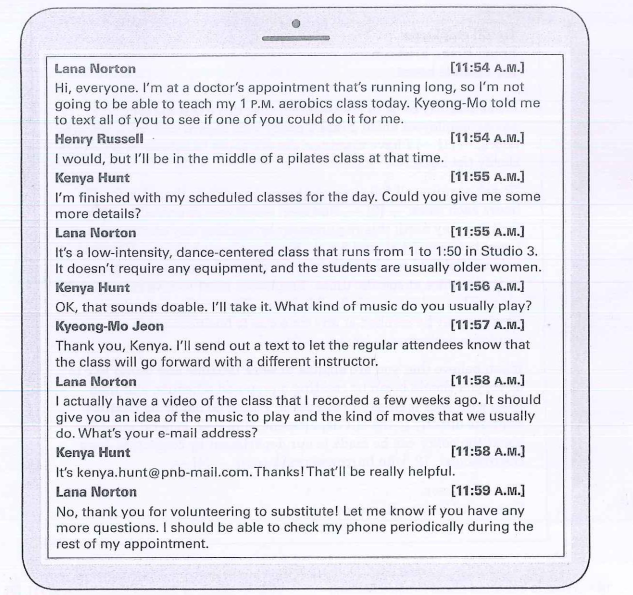 Lana Norton [11:54 A.M.]
Hi, everyone. I'm at a doctor's appointment that's running long, so I'm not
going to be able to teach my 1 P.M. aerobics class today. Kyeong-Mo told me
to text all of you to see if one of you could do it for me.
Henry Russell [11:54 A.M.]
I would, but I'll be in the middle of a pilates class at that time.
Kenya Hunt [11:55 A.M.]
I'm finished with my scheduled classes for the day. Could you give me some
more details?
Lana Norton [11:55 A.M.]
It's a low-intensity, dance-centered class that runs from 1 to 1:50 in Studio 3.
It doesn't require any equipment, and the students are usually older women.
Kenya Hunt [11:56 A.M.]
OK, that sounds doable. I'll take it. What kind of music do you usually play?
Kyeong-Mo Jeon [11:57 A.M.]
Thank you, Kenya. I'll send out a text to let the regular attendees know that
the class will go forward with a different instructor.
Lana Norton [11:58 A.M.]
I actually have a video of the class that I recorded a few weeks ago. It should
give you an idea of the music to play and the kind of moves that we usually
do. What's your e-mail address?
Kenya Hunt [11:58 A.M.]
It's kenya.hunt@pnb-mail.com. Thanks! That'll be really helpful.
Lana Norton [11:59 A.M.]
No, thank you for volunteering to substitute! Let me know if you have any
more questions. I should be able to check my phone periodically during the
rest of my appointment.